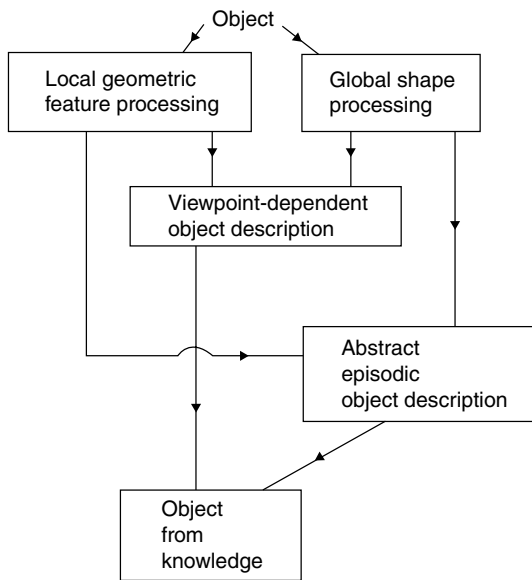 Object
Local geometric
feature processing
Global shape
processing
Viewpoint-dependent
object description
Abstract
episodic
object description
Object
from
knowledge